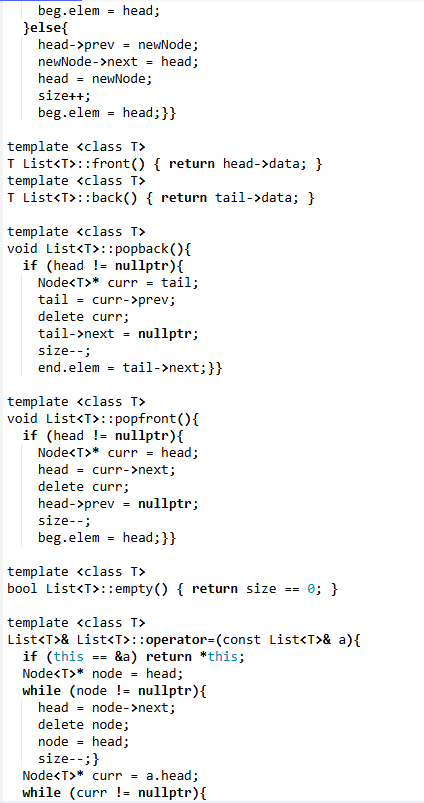 beg.elem = head;
}else{
head->prev = newNode;
newNode->next = head;
head = newNode;
size++;
beg.elem = head;}}
template <class T>
T List<T>::front() { return head->data; }
template <class T>
T List<T>::back() { return tail->data; }
template <class T>
void List<T>::popback(){
if (head != nullptr){
Node<T>* curr = tail;
tail = curr->prev;
delete curr;
tail->next = nullptr;
size--;
end.elem = tail->next;}}
template <class T>
void List<T>::popfront(){
if (head != nullptr){
Node<T>* curr = head;
head = curr->next;
delete curr;
head->prev = nullptr;
size--;
beg.elem = head;}}
template <class T>
bool List<T>::empty() { return size == 0; }
template <class T>
List<T>& List<T>::operator=(const List<T>& a){
if (this == &a) return *this;
Node<T>* node = head;
while (node != nullptr){
head = node->next;
delete node;
node = head;
size--;}
Node<T>* curr = a.head;
while (curr != nullptr){